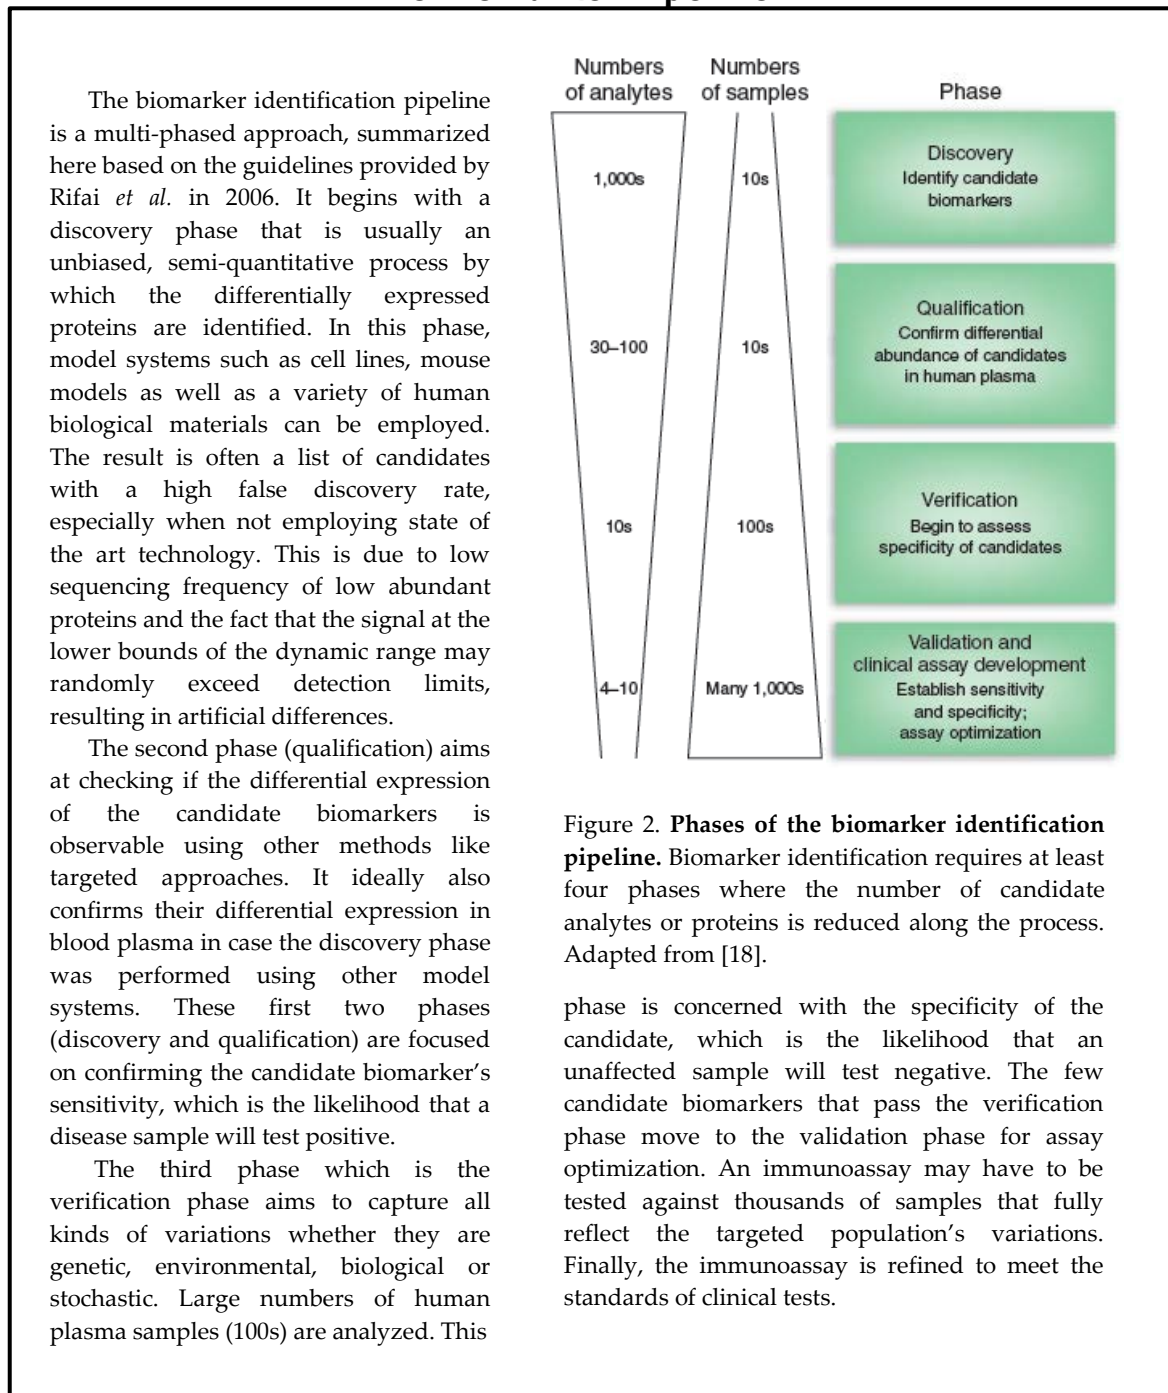 The biomarker identification pipeline
is a multi-phased approach, summarized
here based on the guidelines provided by
Rifai et al. in 2006. It begins with a
discovery phase that is usually an
unbiased, semi-quantitative process by
which the differentially expressed
proteins are identified. In this phase,
model systems such as cell lines, mouse
models as well as a variety of human
biological materials can be employed.
The result is often a list of candidates
with a high false discovery rate,
especially when not employing state of
the art technology. This is due to low
sequencing frequency of low abundant
proteins and the fact that the signal at the
lower bounds of the dynamic range may
randomly exceed detection limits,
resulting in artificial differences.
The second phase (qualification) aims
at checking if the differential expression
of the candidate biomarkers is
observable using other methods like
targeted approaches. It ideally also
confirms their differential expression in
blood plasma in case the discovery phase
was performed using other model
systems. These first two phases
(discovery and qualification) are focused
on confirming the candidate biomarker's
sensitivity, which is the likelihood that a
disease sample will test positive.
The third phase which is the
verification phase aims to capture all
kinds of variations whether they are
genetic, environmental, biological or
stochastic. Large numbers of human
plasma samples (100s) are analyzed. This
Numbers
of analytes
Numbers
of samples
Phase
1,000s
10s
Discovery
Identify candidate
biomarkers
30–100
10s
Qualification
Confirm differential
abundance of candidates
in human plasma
10s
100s
Verification
Begin to assess
specificity of candidates
4–10
Many 1,000s
Validation and
clinical assay development
Establish sensitivity
and specificity;
assay optimization
Figure 2. Phases of the biomarker identification
pipeline. Biomarker identification requires at least
four phases where the number of candidate
analytes or proteins is reduced along the process.
Adapted from [18].
phase is concerned with the specificity of the
candidate, which is the likelihood that an
unaffected sample will test negative. The few
candidate biomarkers that pass the verification
phase move to the validation phase for assay
optimization. An immunoassay may have to be
tested against thousands of samples that fully
reflect the targeted population's variations.
Finally, the immunoassay is refined to meet the
standards of clinical tests.